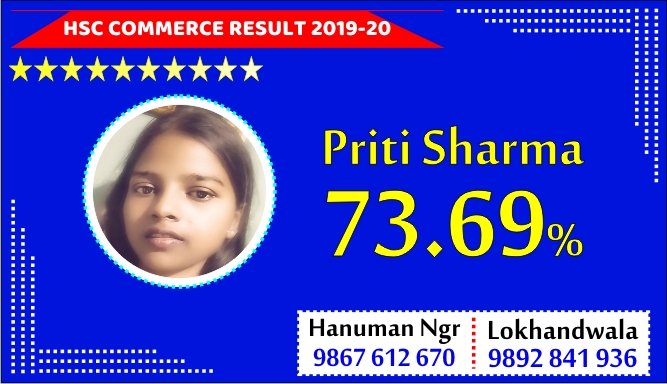 HSC COMMERCE RESULT 2019-20
Priti Sharma
73.69%
Hanuman Ngr
9867 612 670
Lokhandwala
9892 841 936